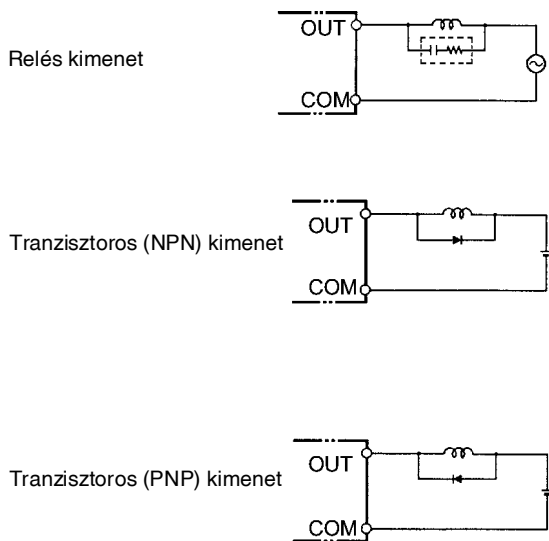 OUT
Relés kimenet
COM
OUT
Tranzisztoros (NPN) kimenet
COM
OUT
Tranzisztoros (PNP) kimenet
COM